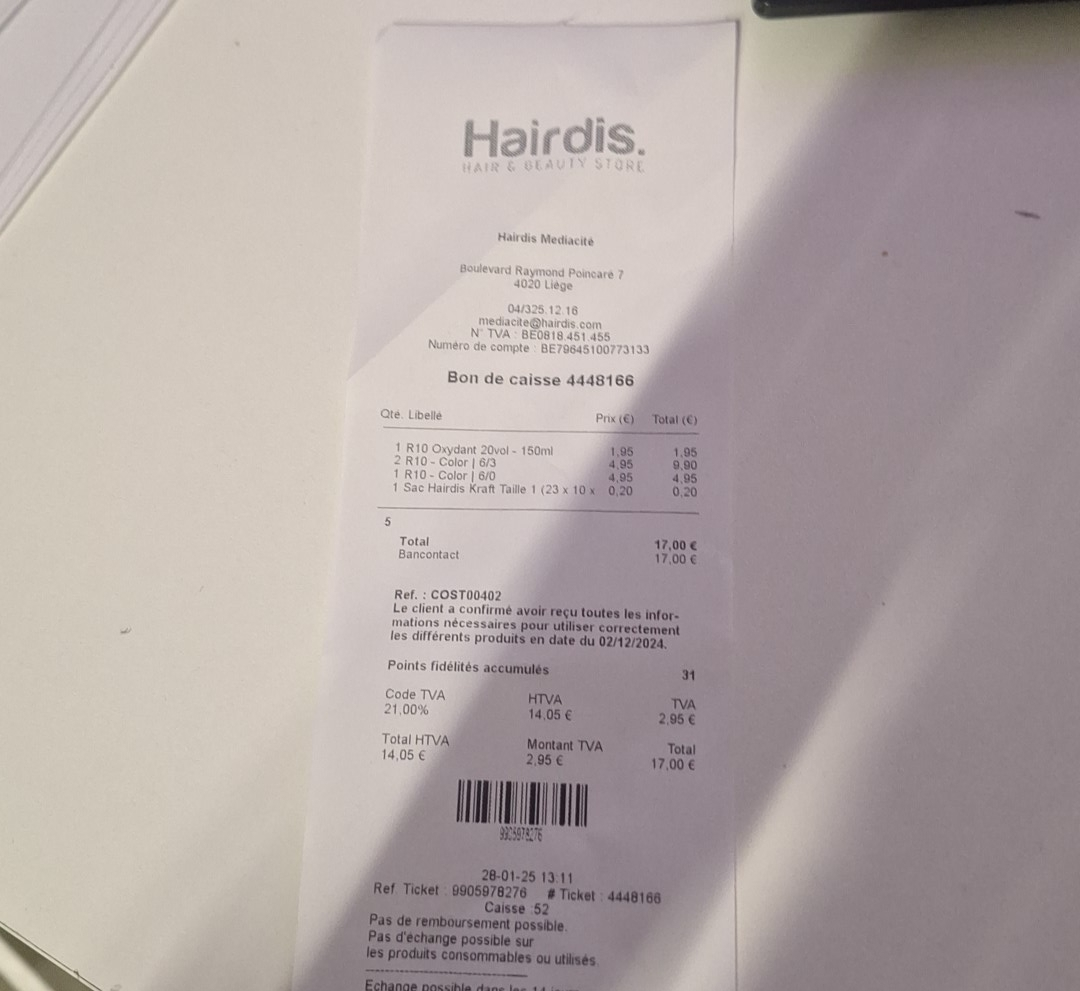 Hairdis.
HAIR & BEAUTY STORE
Hairdis Mediacité
Boulevard Raymond Poincaré 7
4020 Liège
04/325.12.16
mediacite@hairdis.com
N° TVA : BE0818.451.455
Numéro de compte : BE79645100773133
Bon de caisse 4448166
Qté. Libellé Prix (€) Total (€)
1 R10 Oxydant 20vol - 150ml 1,95 1,95
2 R10 - Color | 6/3 4,95 9,90
1 R10 - Color | 6/0 4,95 4,95
1 Sac Hairdis Kraft Taille 1 (23 x 10 x 0,20 0,20
5
Total 17,00 €
Bancontact 17,00 €
Ref. : COST00402
Le client a confirmé avoir reçu toutes les infor-
mations nécessaires pour utiliser correctement
les différents produits en date du 02/12/2024.
Points fidélités accumulés 31
Code TVA HTVA TVA
21,00% 14,05 € 2,95 €
Total HTVA Montant TVA Total
14,05 € 2,95 € 17,00 €
9905978276
28-01-25 13:11
Ref Ticket : 9905978276 # Ticket : 4448166
Caisse :52
Pas de remboursement possible.
Pas d'échange possible sur
les produits consommables ou utilisés.
Echange possible dans les 14